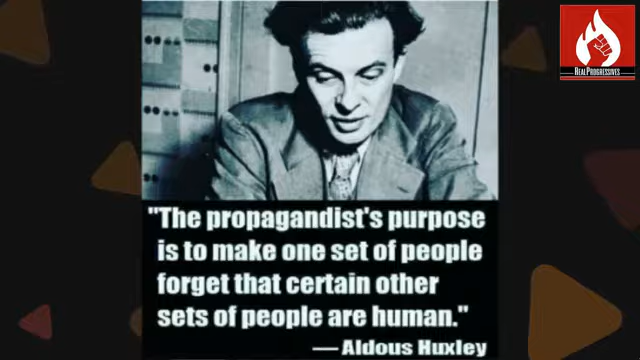 REALPROGRESSIVES
"The propagandist's purpose
is to make one set of people
forget that certain other
sets of people are human."
— Aldous Huxley